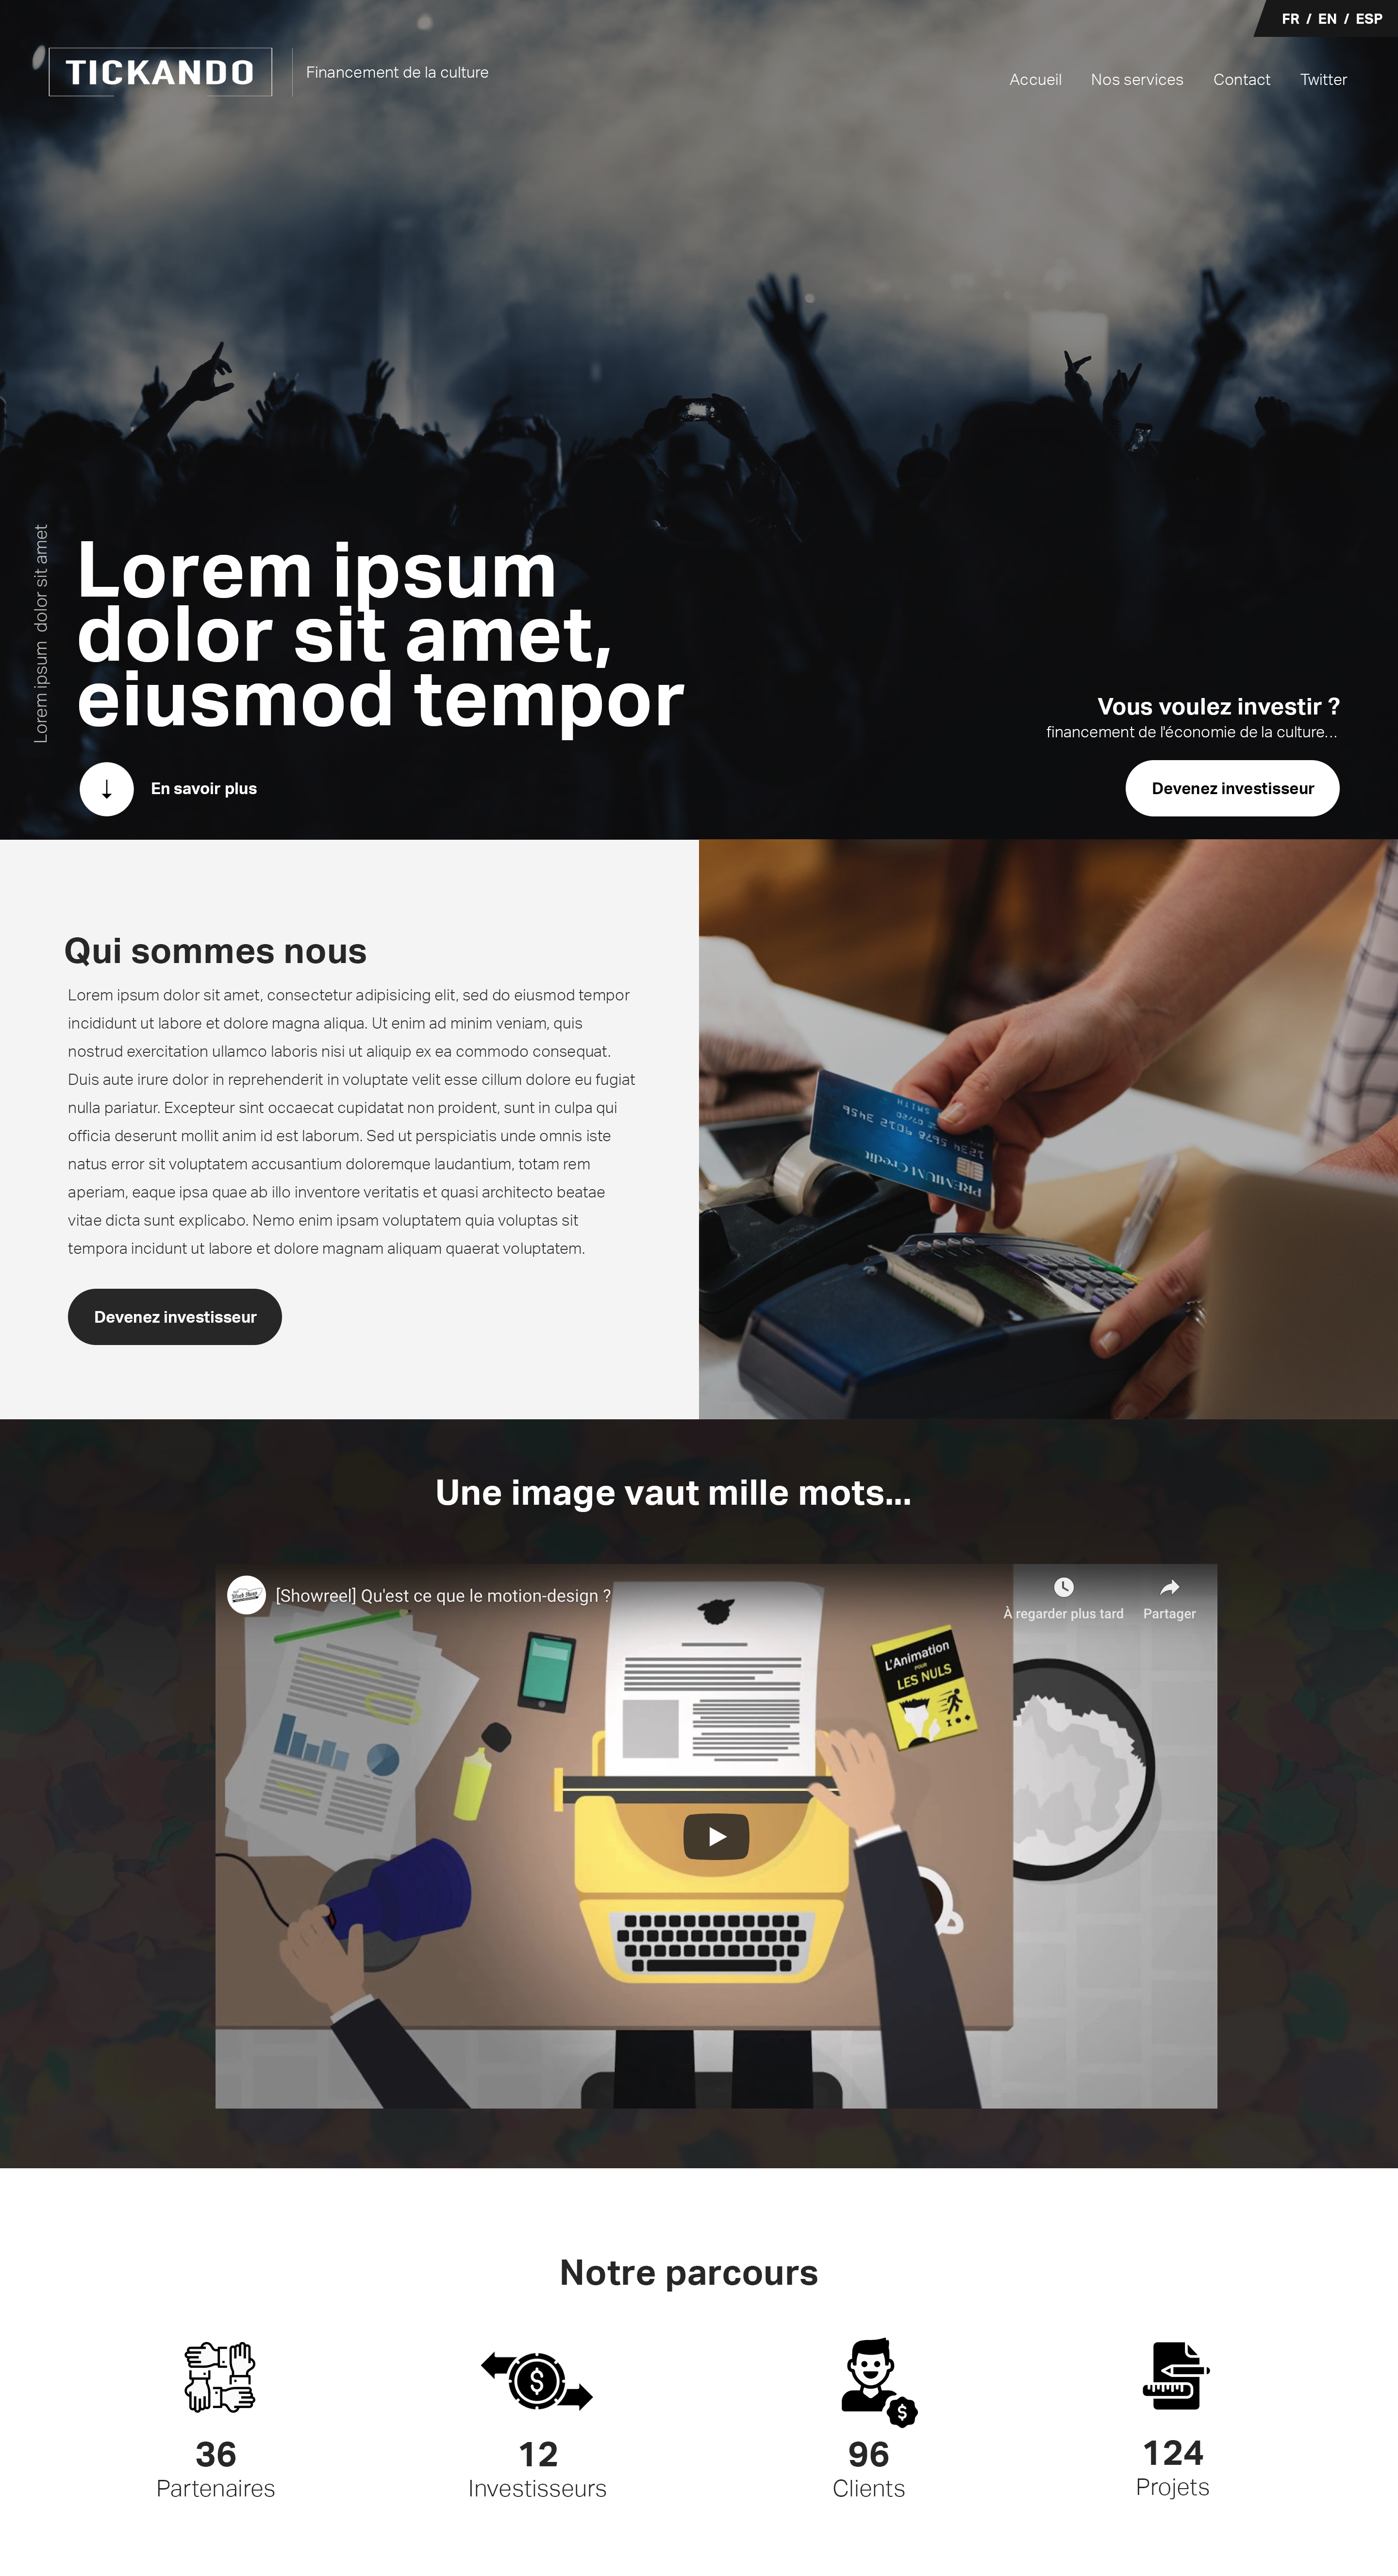 FR / EN / ESP
TICKANDO
Financement de la culture
Accueil Nos services Contact Twitter
Lorem ipsum dolor sit amet
Lorem ipsum
dolor sit amet,
eiusmod tempor
En savoir plus
Vous voulez investir ?
financement de l'économie de la culture...
Devenez investisseur
Qui sommes nous
Lorem ipsum dolor sit amet, consectetur adipisicing elit, sed do eiusmod tempor
incididunt ut labore et dolore magna aliqua. Ut enim ad minim veniam, quis
nostrud exercitation ullamco laboris nisi ut aliquip ex ea commodo consequat.
Duis aute irure dolor in reprehenderit in voluptate velit esse cillum dolore eu fugiat
nulla pariatur. Excepteur sint occaecat cupidatat non proident, sunt in culpa qui
officia deserunt mollit anim id est laborum. Sed ut perspiciatis unde omnis iste
natus error sit voluptatem accusantium doloremque laudantium, totam rem
aperiam, eaque ipsa quae ab illo inventore veritatis et quasi architecto beatae
vitae dicta sunt explicabo. Nemo enim ipsam voluptatem quia voluptas sit
tempora incidunt ut labore et dolore magnam aliquam quaerat voluptatem.
Devenez investisseur
PREMIUM Credit
1234 5678 9012 3456
07/20
SMITH
Une image vaut mille mots...
[Showreel] Qu'est ce que le motion-design ?
À regarder plus tard Partager
L'Animation
POUR
LES NULS
Notre parcours
36
Partenaires
12
Investisseurs
96
Clients
124
Projets